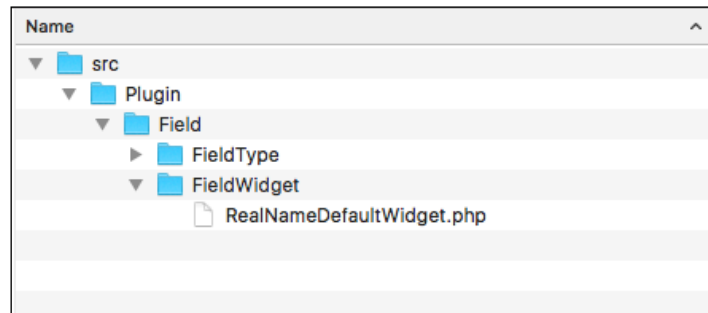 Name
src
Plugin
Field
FieldType
FieldWidget
RealNameDefaultWidget.php